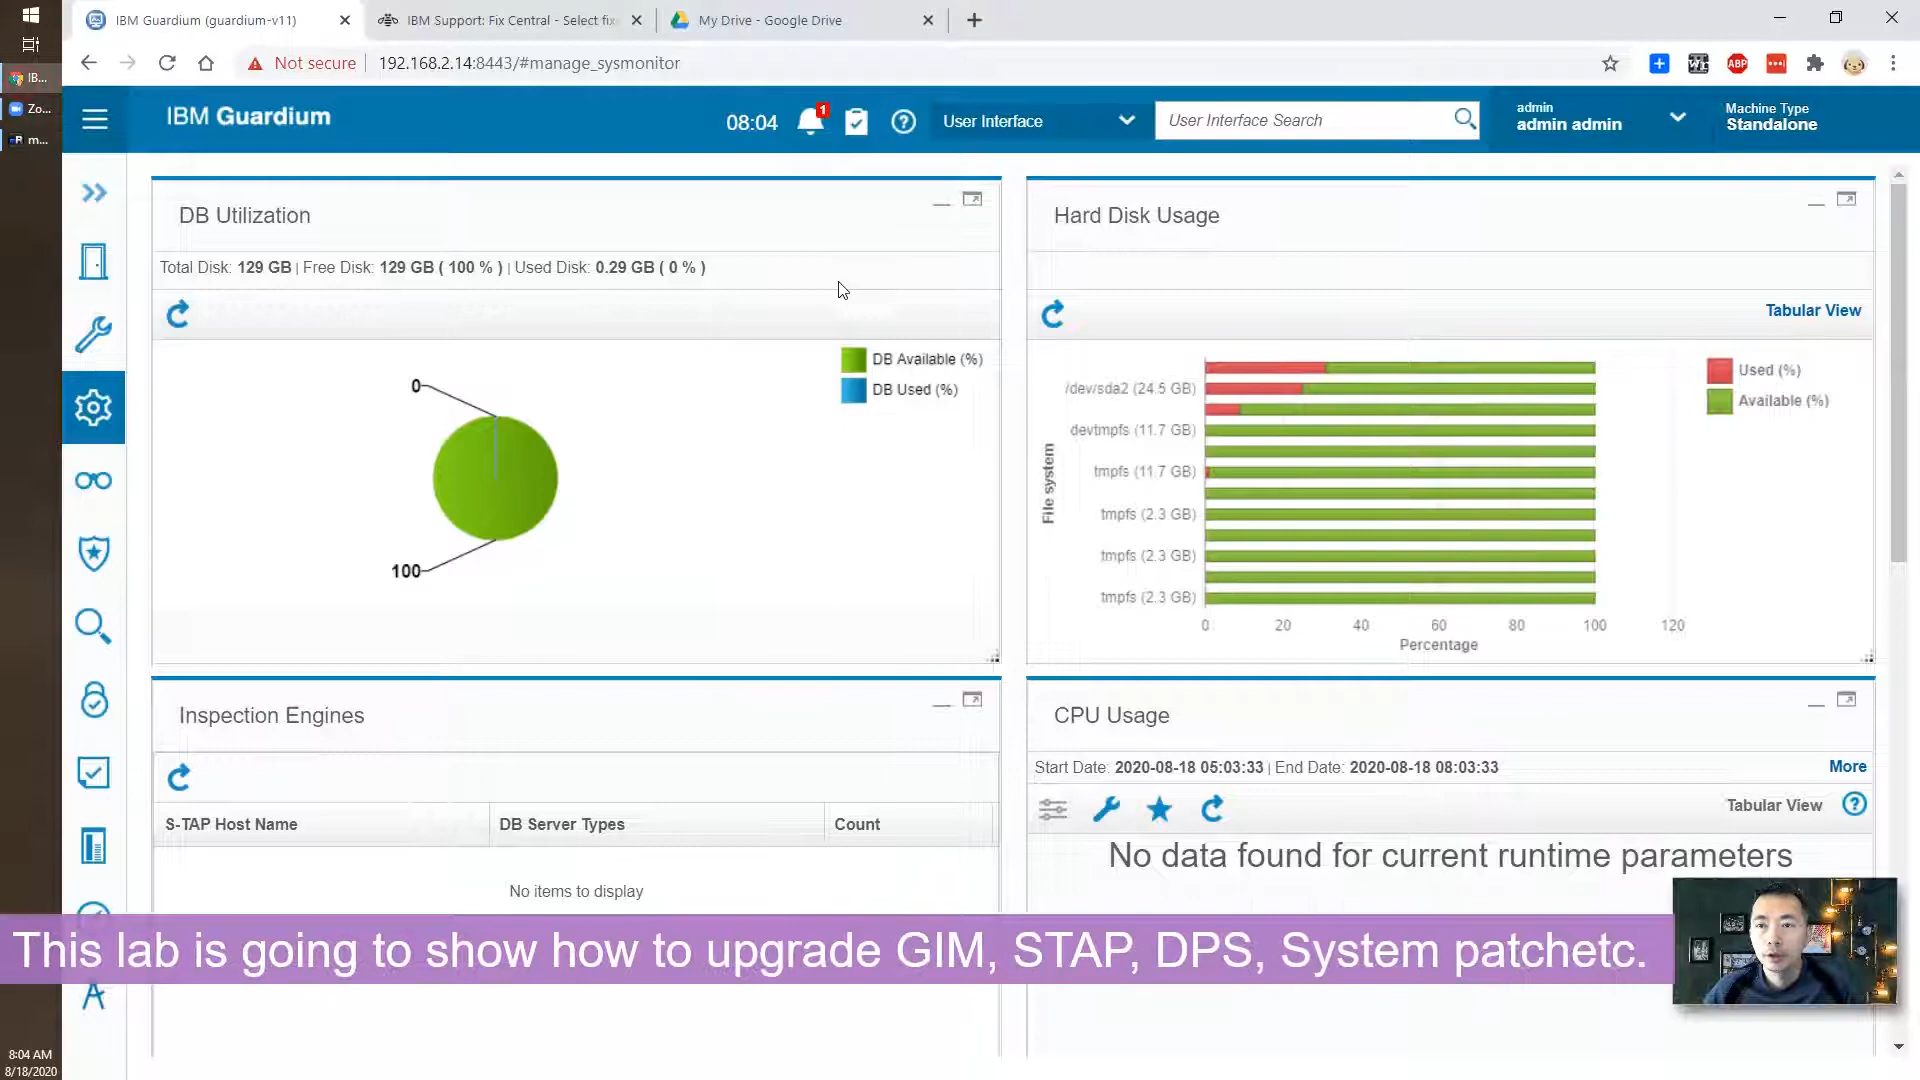 IBM Guardium (guardium-v11)
IBM Support: Fix Central - Select fixe
My Drive - Google Drive
Not secure
192.168.2.14:8443/#manage_sysmonitor
IB...
Zo...
m...
ABP
IBM Guardium
08:04
1
User Interface
User Interface Search
admin
admin admin
Machine Type
Standalone
DB Utilization
Total Disk: 129 GB | Free Disk: 129 GB ( 100 % ) | Used Disk: 0.29 GB ( 0 % )
DB Available (%)
DB Used (%)
0
100
Hard Disk Usage
Tabular View
Used (%)
Available (%)
File system
/dev/sda2 (24.5 GB)
devtmpfs (11.7 GB)
tmpfs (11.7 GB)
tmpfs (2.3 GB)
tmpfs (2.3 GB)
tmpfs (2.3 GB)
0 20 40 60 80 100 120
Percentage
Inspection Engines
S-TAP Host Name
DB Server Types
Count
No items to display
CPU Usage
Start Date: 2020-08-18 05:03:33 | End Date: 2020-08-18 08:03:33
More
Tabular View
No data found for current runtime parameters
This lab is going to show how to upgrade GIM, STAP, DPS, System patchetc.
8:04 AM
8/18/2020